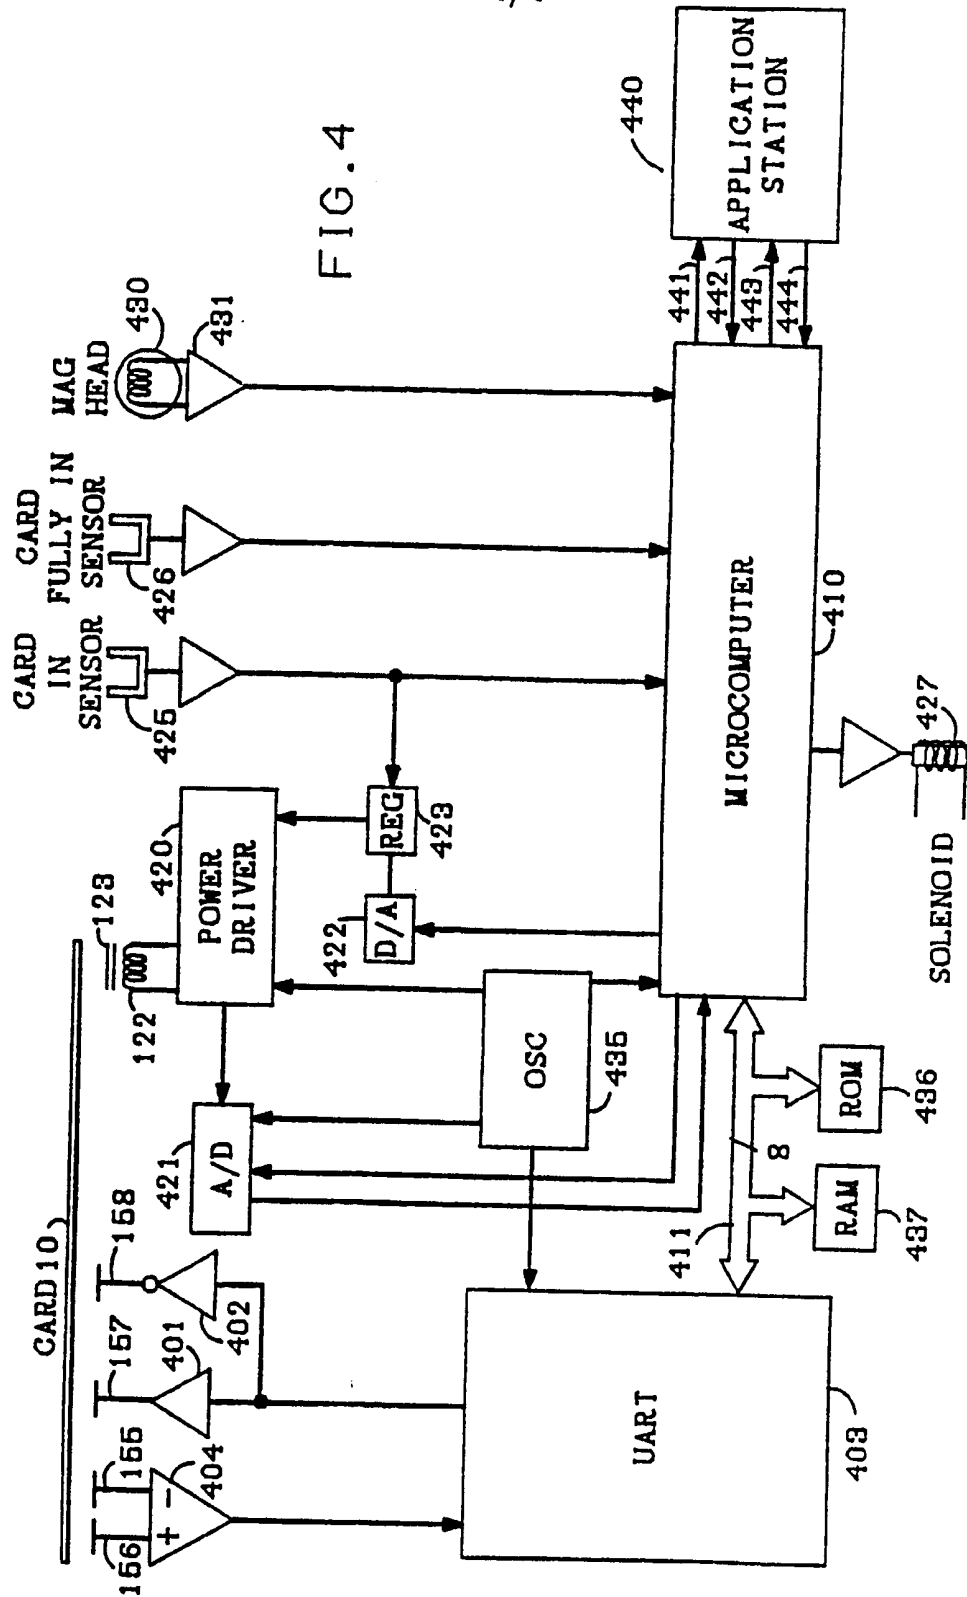 FIG.4
CARD 10
156
155
157
158
404
401
402
+
−
122
123
420
POWER
DRIVER
421
A/D
422
D/A
REG
423
CARD
IN
SENSOR
425
CARD
FULLY IN
SENSOR
426
MAG
HEAD
430
431
OSC
435
UART
403
411
8
RAM
437
ROM
436
MICROCOMPUTER
410
SOLENOID
427
441
442
443
444
440
APPLICATION
STATION